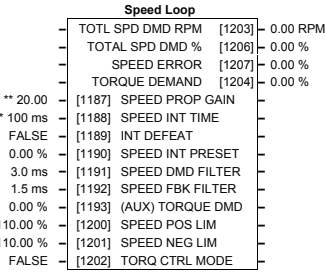 Speed Loop
– TOTL SPD DMD RPM [1203] – 0.00 RPM
– TOTAL SPD DMD % [1206] – 0.00 %
– SPEED ERROR [1207] – 0.00 %
– TORQUE DEMAND [1204] – 0.00 %
** 20.00 – [1187] SPEED PROP GAIN –
* 100 ms – [1188] SPEED INT TIME –
FALSE – [1189] INT DEFEAT –
0.00 % – [1190] SPEED INT PRESET –
3.0 ms – [1191] SPEED DMD FILTER –
1.5 ms – [1192] SPEED FBK FILTER –
0.00 % – [1193] (AUX) TORQUE DMD –
10.00 % – [1200] SPEED POS LIM –
10.00 % – [1201] SPEED NEG LIM –
FALSE – [1202] TORQ CTRL MODE –